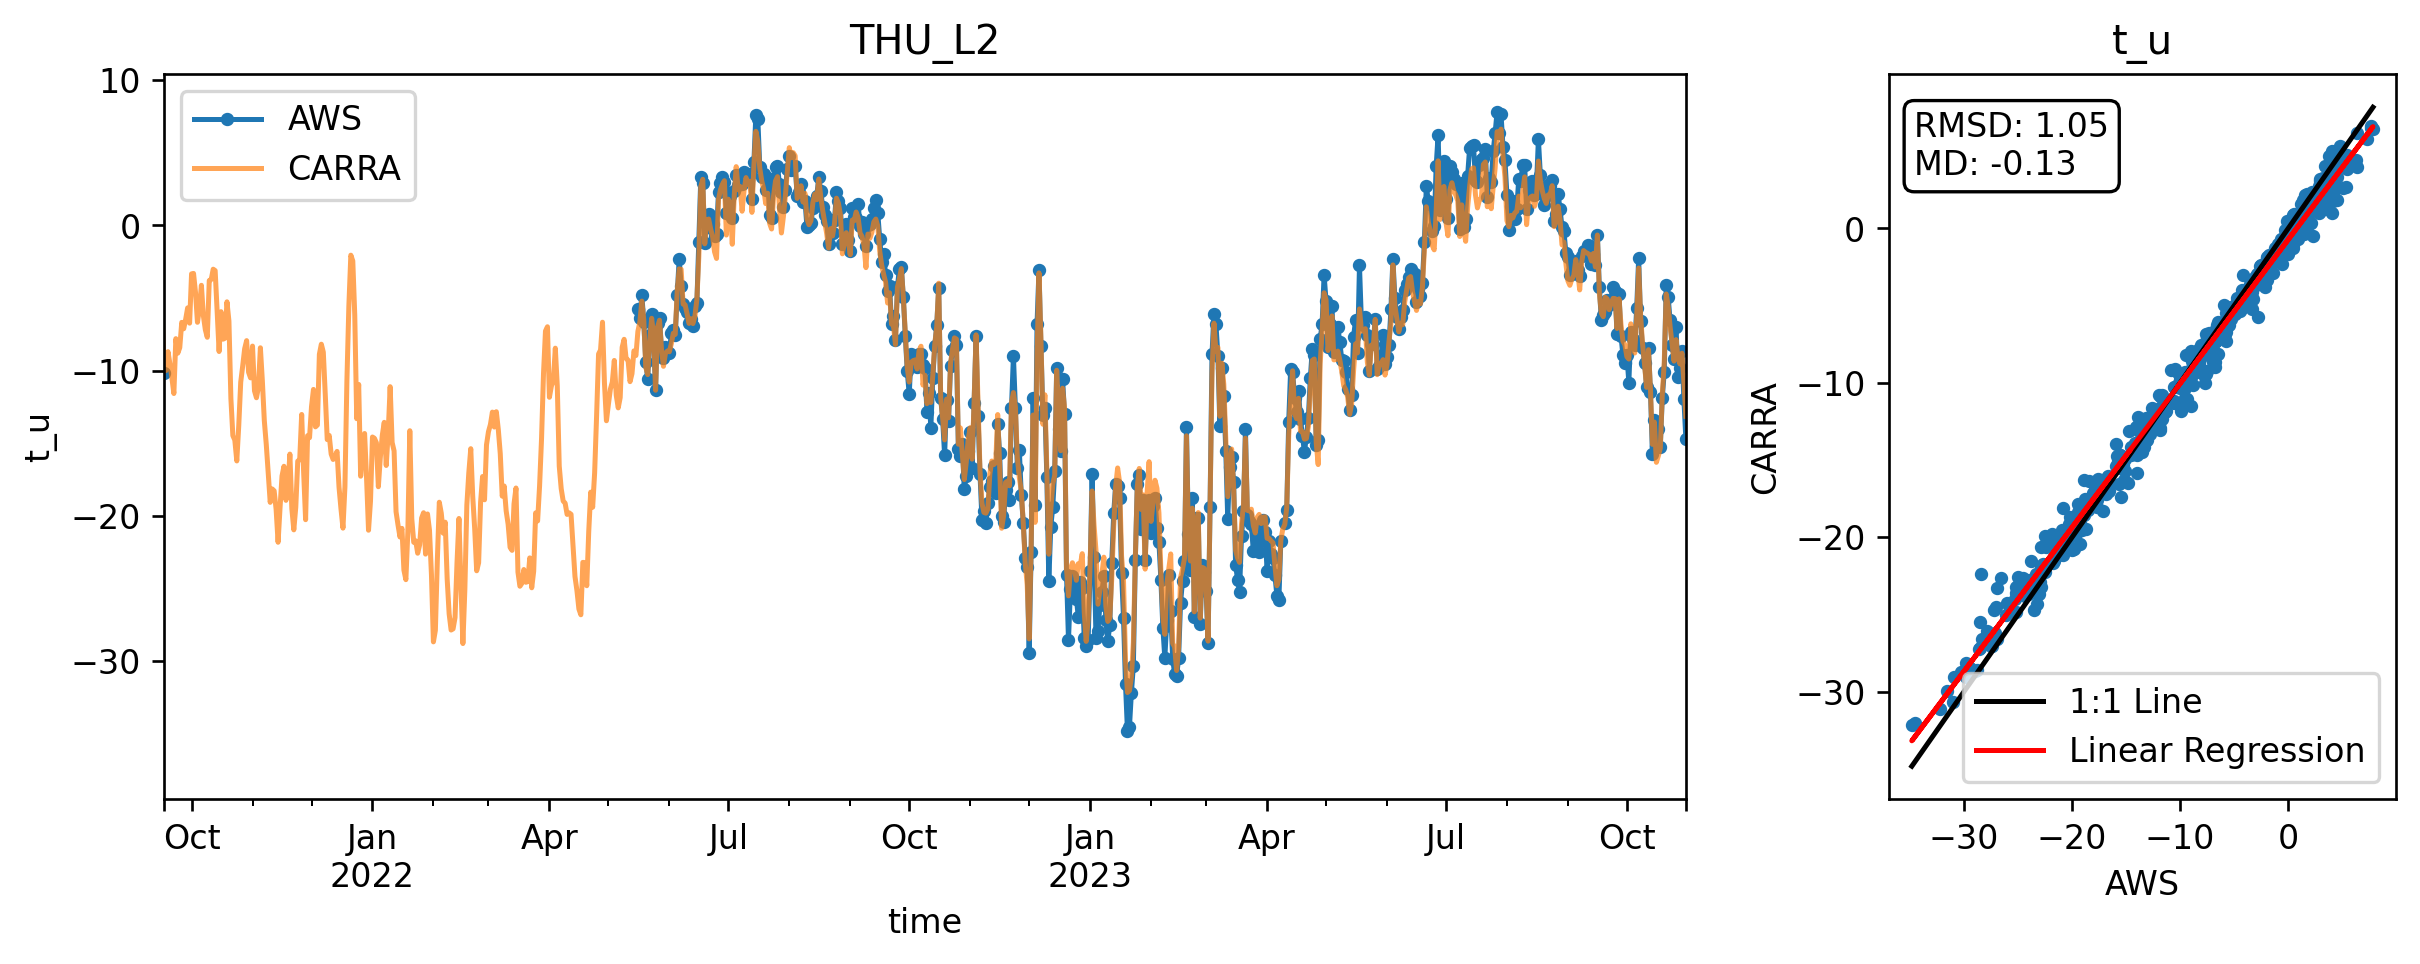 THU_L2
10
0
−10
−20
−30
t_u
AWS
CARRA
Oct
Jan
2022
Apr
Jul
Oct
Jan
2023
Apr
Jul
Oct
time
t_u
RMSD: 1.05
MD: -0.13
0
−10
−20
−30
CARRA
1:1 Line
Linear Regression
−30
−20
−10
0
AWS